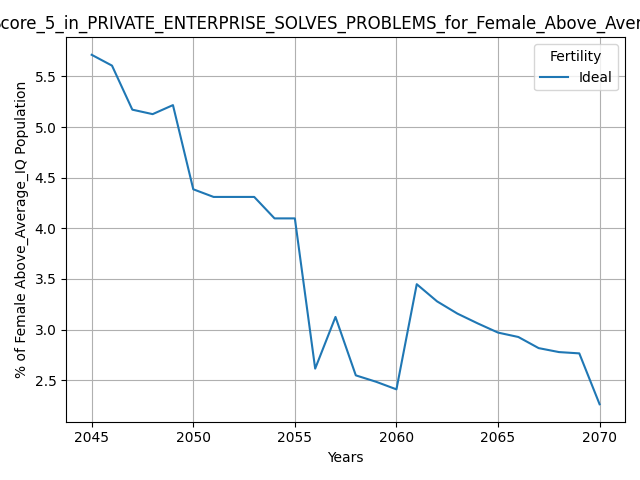 core_5_in_PRIVATE_ENTERPRISE_SOLVES_PROBLEMS_for_Female_Above_Aver
Fertility
Ideal
% of Female Above_Average_IQ Population
5.5
5.0
4.5
4.0
3.5
3.0
2.5
2045 2050 2055 2060 2065 2070
Years